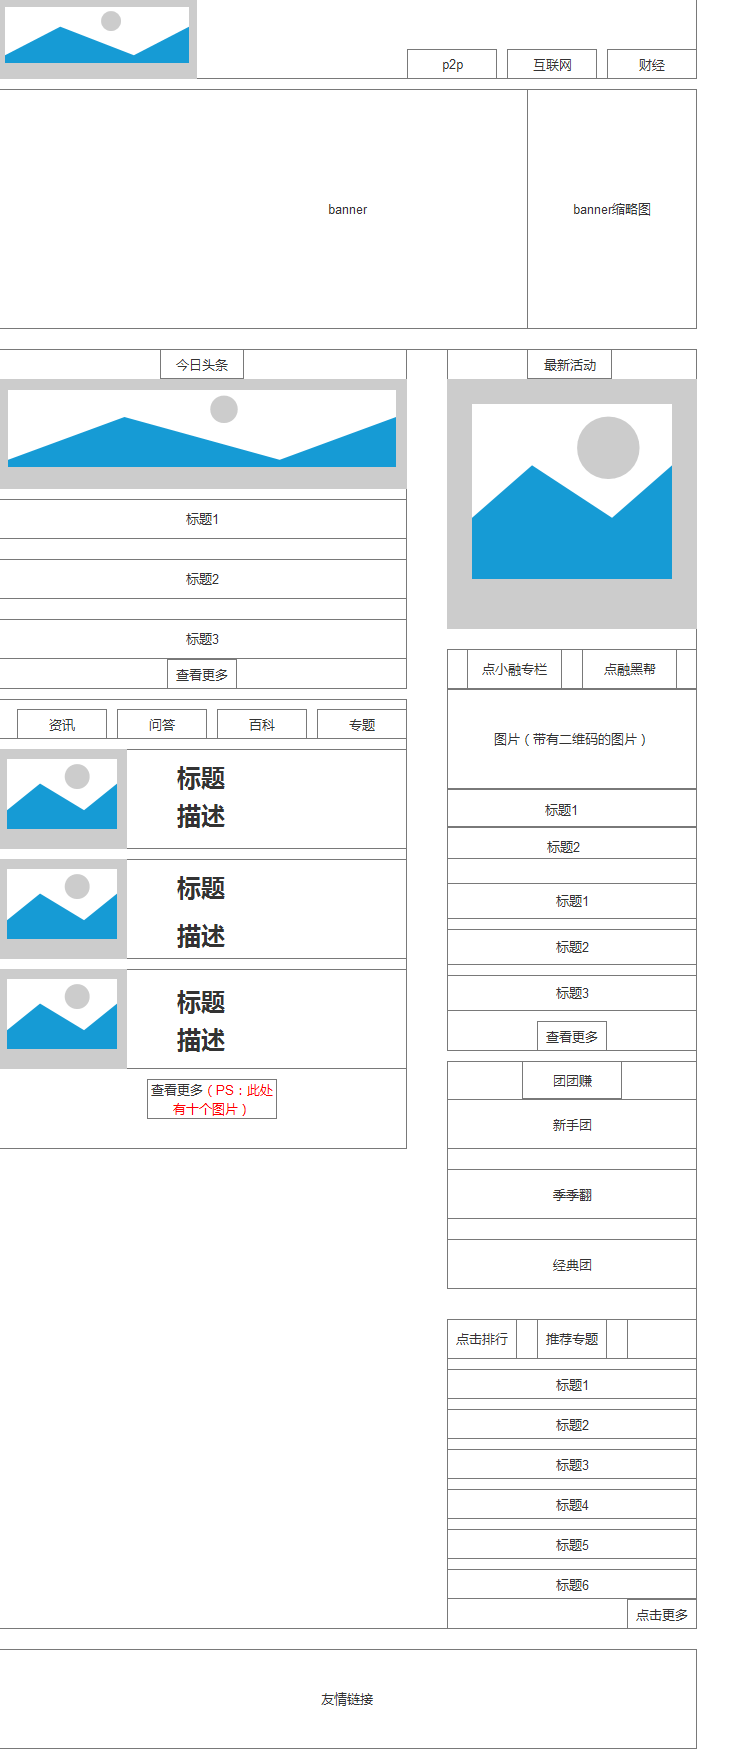 p2p
互联网
财经
banner
banner缩略图
今日头条
标题1
标题2
标题3
查看更多
资讯
问答
百科
专题
标题
描述
标题
描述
标题
描述
查看更多（PS：此处
有十个图片）
最新活动
点小融专栏
点融黑帮
图片（带有二维码的图片）
标题1
标题2
标题1
标题2
标题3
查看更多
团团赚
新手团
季季翻
经典团
点击排行
推荐专题
标题1
标题2
标题3
标题4
标题5
标题6
点击更多
友情链接